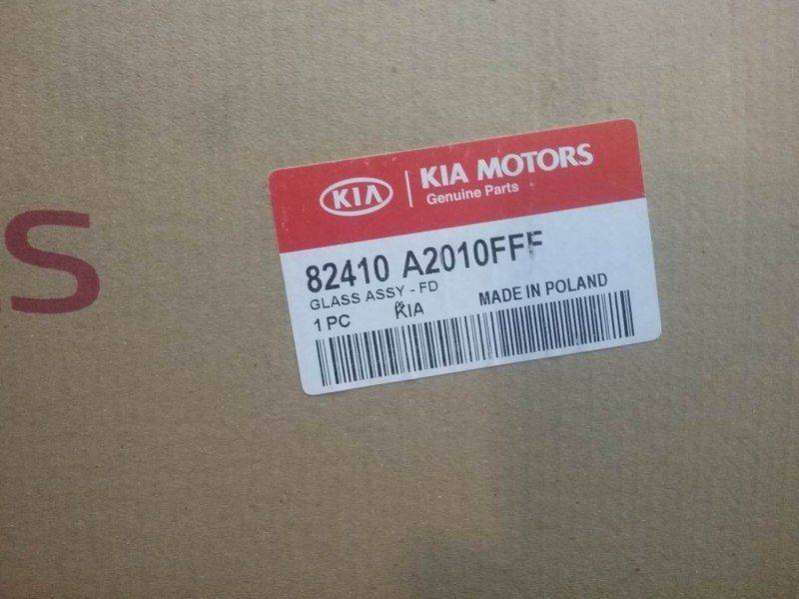 KIA | KIA MOTORS
Genuine Parts
82410 A2010FFF
GLASS ASSY - FD
1 PC KIA MADE IN POLAND
S